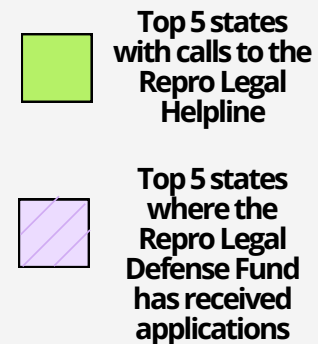 Top 5 states
with calls to the
Repro Legal
Helpline
Top 5 states
where the
Repro Legal
Defense Fund
has received
applications